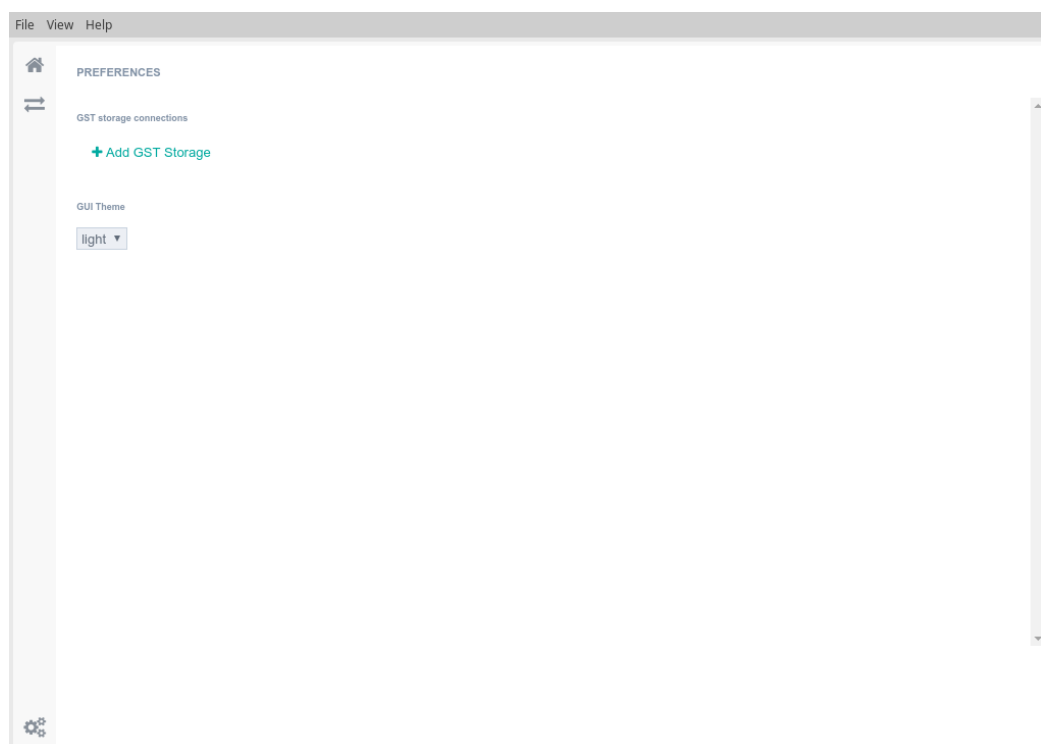 File View Help
PREFERENCES
GST storage connections
Add GST Storage
GUI Theme
light